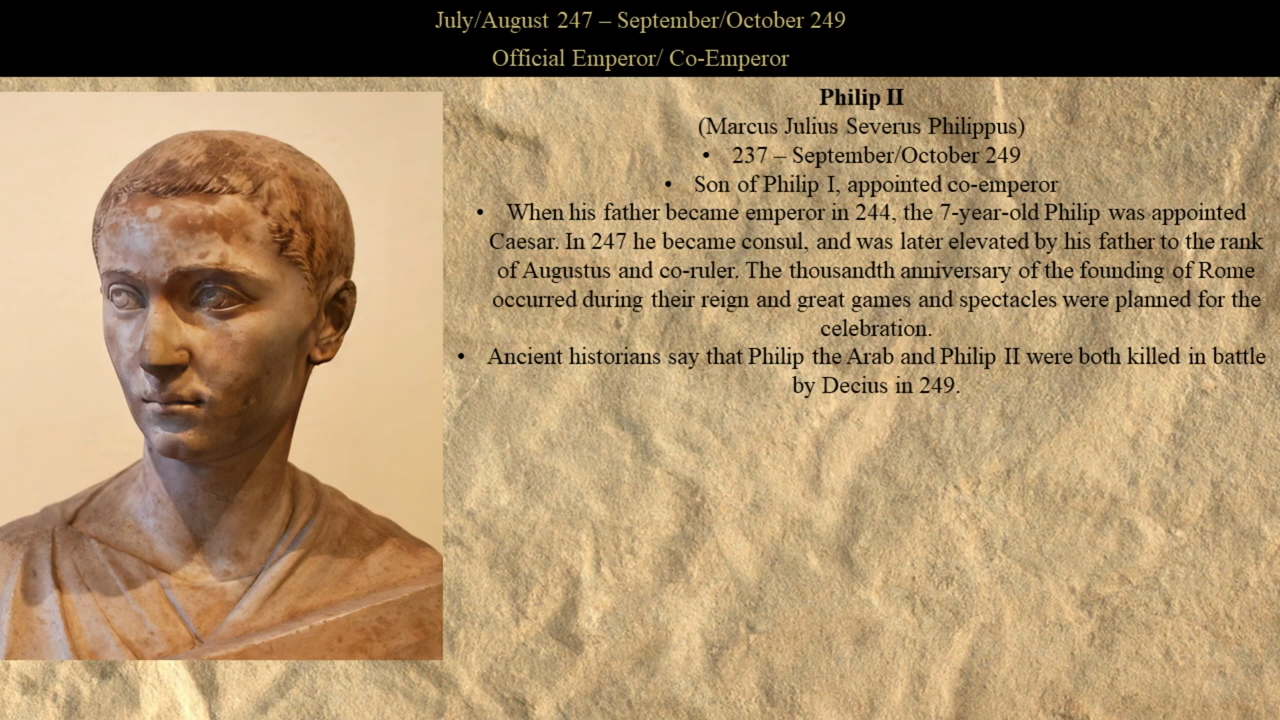 July/August 247 – September/October 249
Official Emperor/ Co-Emperor
Philip II
(Marcus Julius Severus Philippus)
• 237 – September/October 249
• Son of Philip I, appointed co-emperor
• When his father became emperor in 244, the 7-year-old Philip was appointed
Caesar. In 247 he became consul, and was later elevated by his father to the rank
of Augustus and co-ruler. The thousandth anniversary of the founding of Rome
occurred during their reign and great games and spectacles were planned for the
celebration.
• Ancient historians say that Philip the Arab and Philip II were both killed in battle
by Decius in 249.